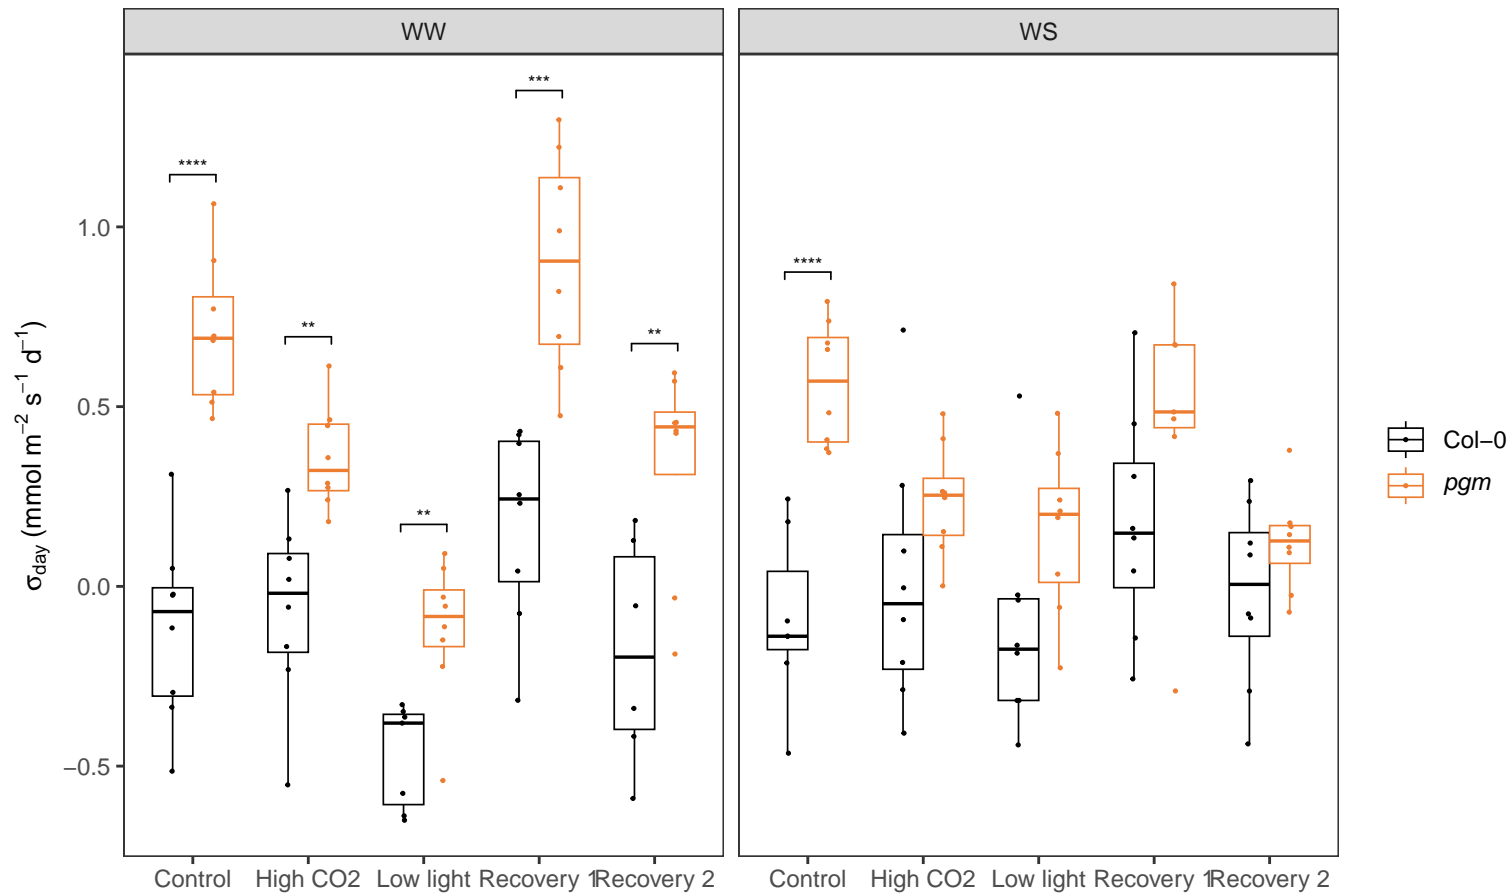 WW
WS
****
**
**
***
**
****
σday (mmol m−2 s−1 d−1)
1.0
0.5
0.0
−0.5
Control High CO2 Low light Recovery 1 Recovery 2
Control High CO2 Low light Recovery 1 Recovery 2
Col−0
pgm